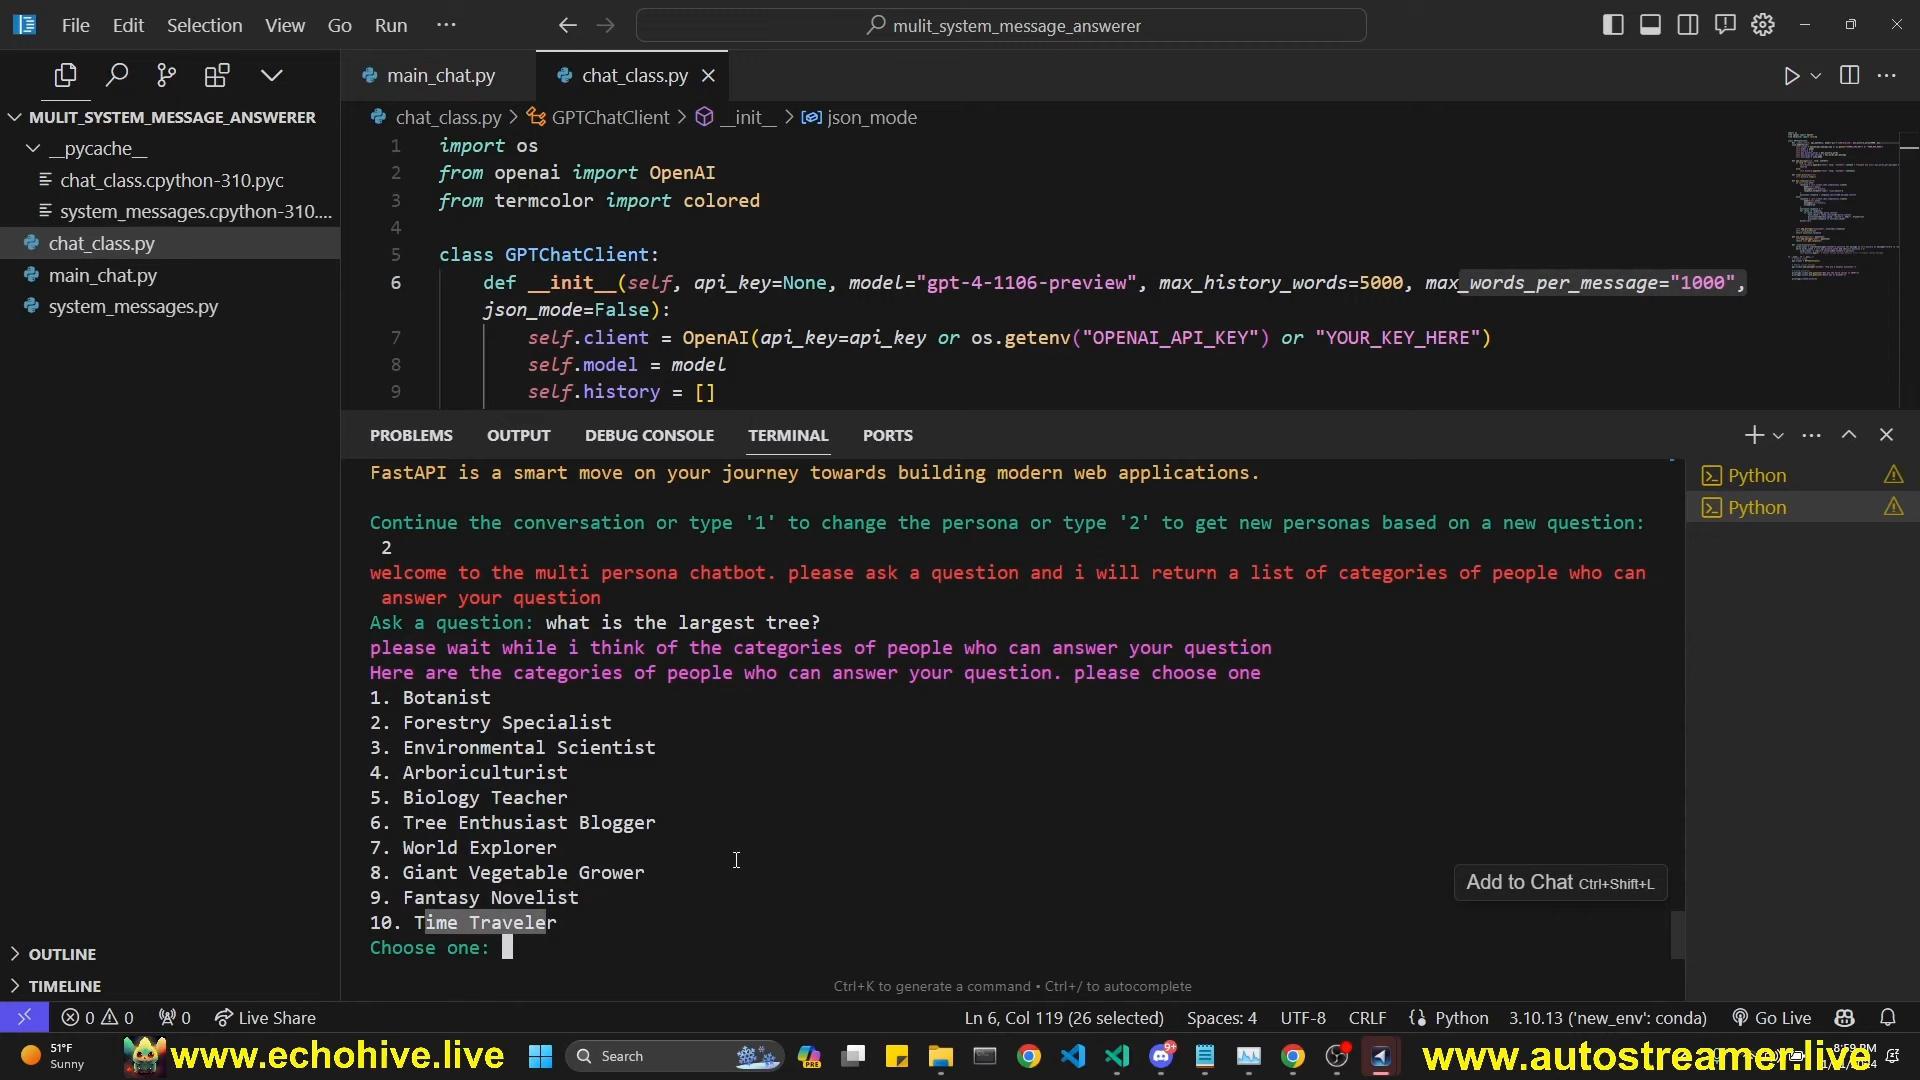 File Edit Selection View Go Run ··· mulit_system_message_answerer
main_chat.py chat_class.py
MULIT_SYSTEM_MESSAGE_ANSWERER
__pycache__
chat_class.cpython-310.pyc
system_messages.cpython-310....
chat_class.py
main_chat.py
system_messages.py
OUTLINE
TIMELINE
chat_class.py > GPTChatClient > __init__ > json_mode
1 import os
2 from openai import OpenAI
3 from termcolor import colored
4
5 class GPTChatClient:
6 def __init__(self, api_key=None, model="gpt-4-1106-preview", max_history_words=5000, max_words_per_message="1000",
json_mode=False):
7 self.client = OpenAI(api_key=api_key or os.getenv("OPENAI_API_KEY") or "YOUR_KEY_HERE")
8 self.model = model
9 self.history = []
PROBLEMS OUTPUT DEBUG CONSOLE TERMINAL PORTS
FastAPI is a smart move on your journey towards building modern web applications.
Continue the conversation or type '1' to change the persona or type '2' to get new personas based on a new question:
2
welcome to the multi persona chatbot. please ask a question and i will return a list of categories of people who can
answer your question
Ask a question: what is the largest tree?
please wait while i think of the categories of people who can answer your question
Here are the categories of people who can answer your question. please choose one
1. Botanist
2. Forestry Specialist
3. Environmental Scientist
4. Arboriculturist
5. Biology Teacher
6. Tree Enthusiast Blogger
7. World Explorer
8. Giant Vegetable Grower
9. Fantasy Novelist
10. Time Traveler
Choose one:
Python
Python
Add to Chat Ctrl+Shift+L
Ctrl+K to generate a command • Ctrl+/ to autocomplete
0 0 0 Live Share Ln 6, Col 119 (26 selected) Spaces: 4 UTF-8 CRLF Python 3.10.13 ('new_env': conda) Go Live
51°F
Sunny
www.echohive.live
Search
www.autostreamer.live
8:59 PM